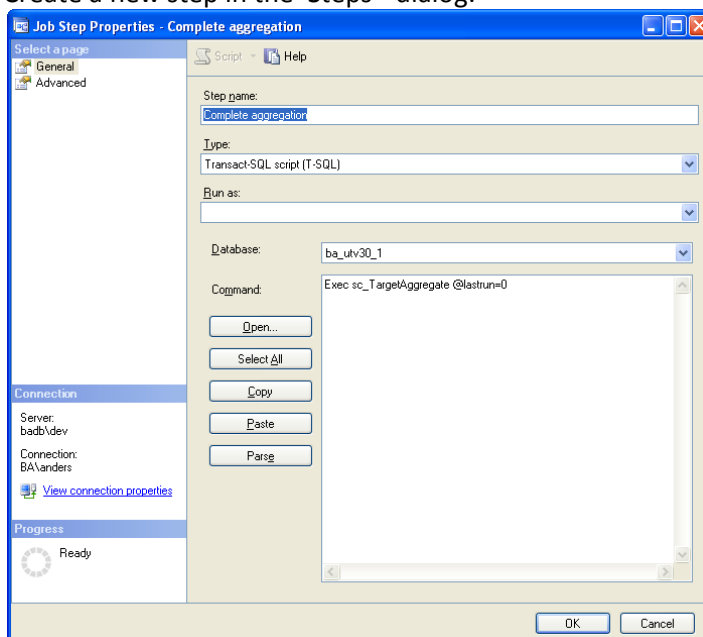 Create a new step in the "Steps" dialog:
Job Step Properties - Complete aggregation
Select a page
General
Advanced
Script
Help
Step name:
Complete aggregation
Type:
Transact-SQL script (T-SQL)
Run as:
Database:
ba_utv30_1
Command:
Exec sc_TargetAggregate @lastrun=0
Open...
Select All
Copy
Paste
Parse
Connection
Server:
badb\dev
Connection:
BA\anders
View connection properties
Progress
Ready
OK
Cancel